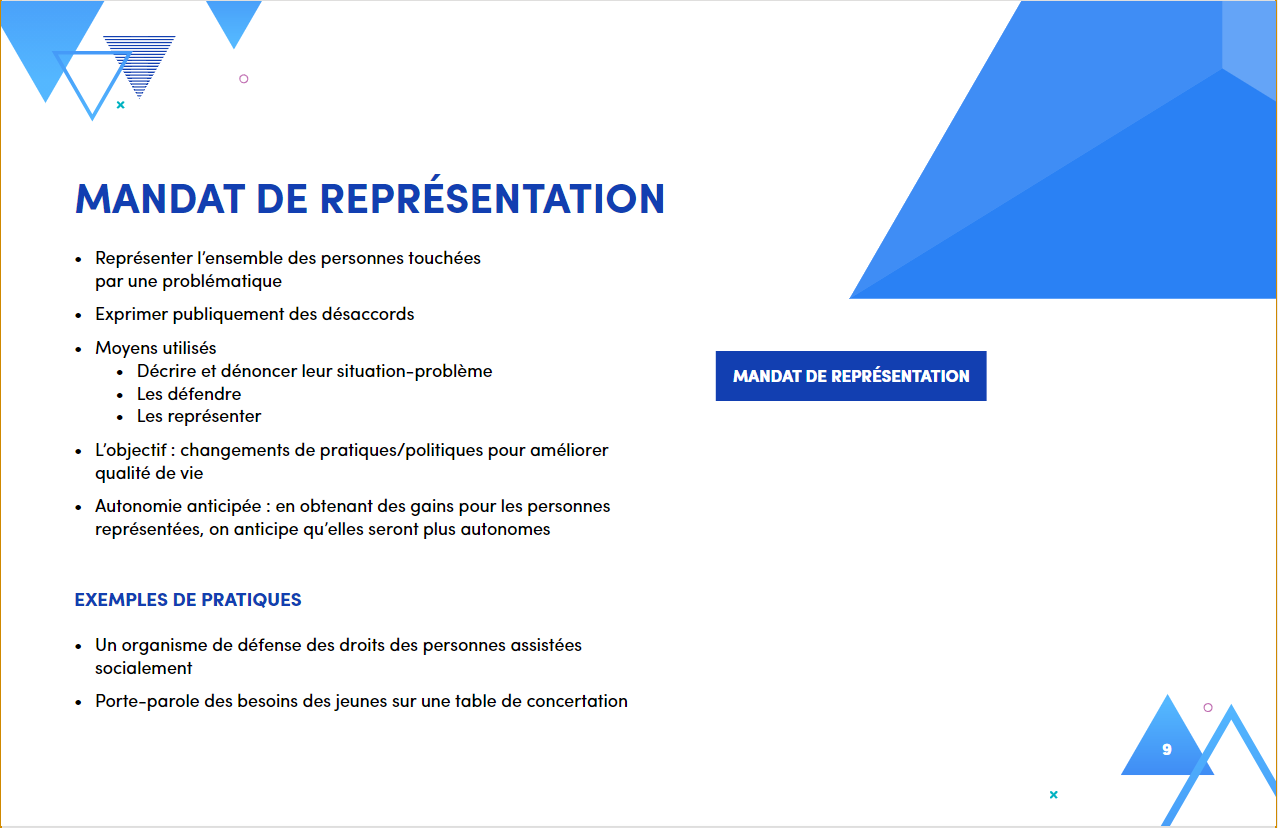 MANDAT DE REPRÉSENTATION
• Représenter l’ensemble des personnes touchées
par une problématique
• Exprimer publiquement des désaccords
• Moyens utilisés
• Décrire et dénoncer leur situation-problème
• Les défendre
• Les représenter
• L’objectif : changements de pratiques/politiques pour améliorer
qualité de vie
• Autonomie anticipée : en obtenant des gains pour les personnes
représentées, on anticipe qu’elles seront plus autonomes
EXEMPLES DE PRATIQUES
• Un organisme de défense des droits des personnes assistées
socialement
• Porte-parole des besoins des jeunes sur une table de concertation
MANDAT DE REPRÉSENTATION
9